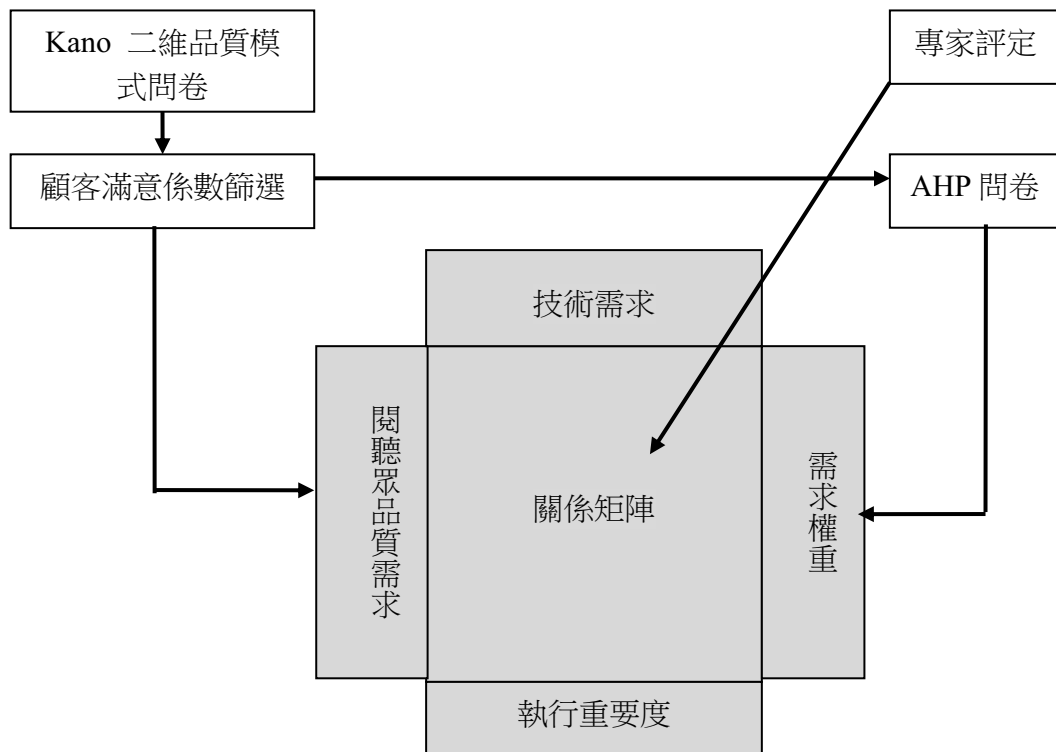 Kano 二維品質模
式問卷
專家評定
顧客滿意係數篩選
AHP 問卷
技術需求
閱聽眾品質需求
關係矩陣
需求權重
執行重要度